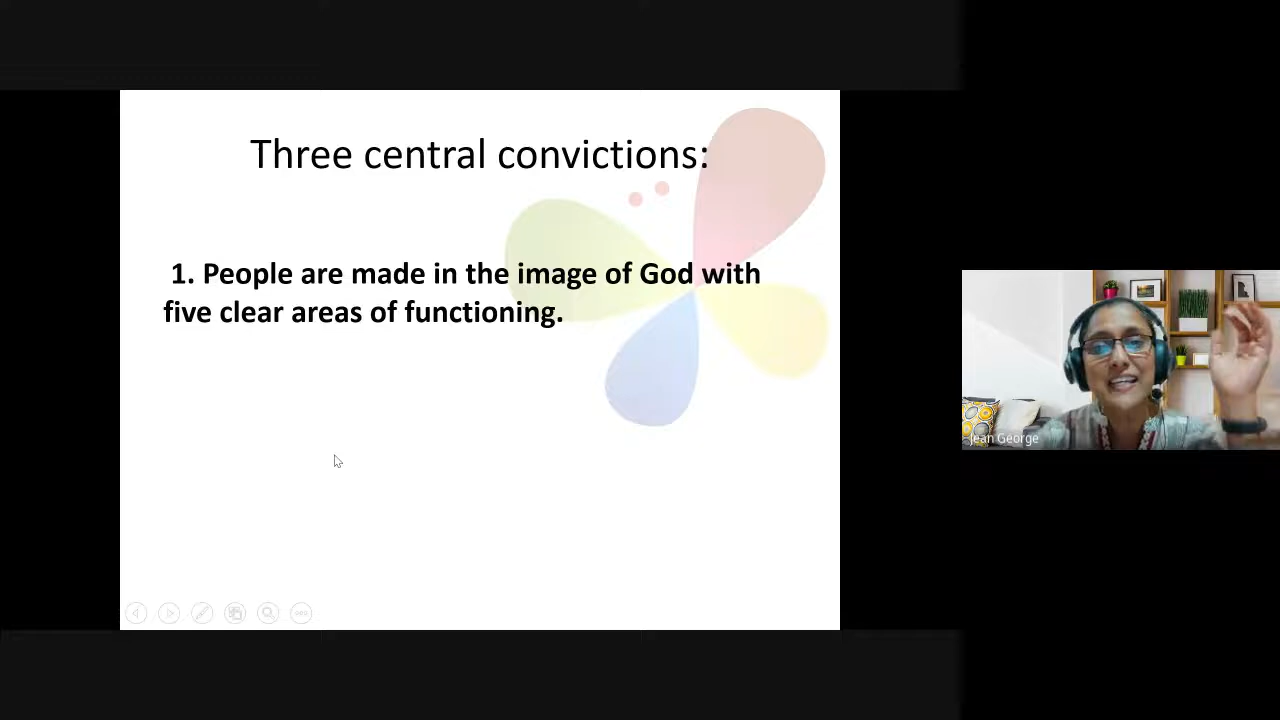 Three central convictions:
1. People are made in the image of God with
five clear areas of functioning.
Jean George